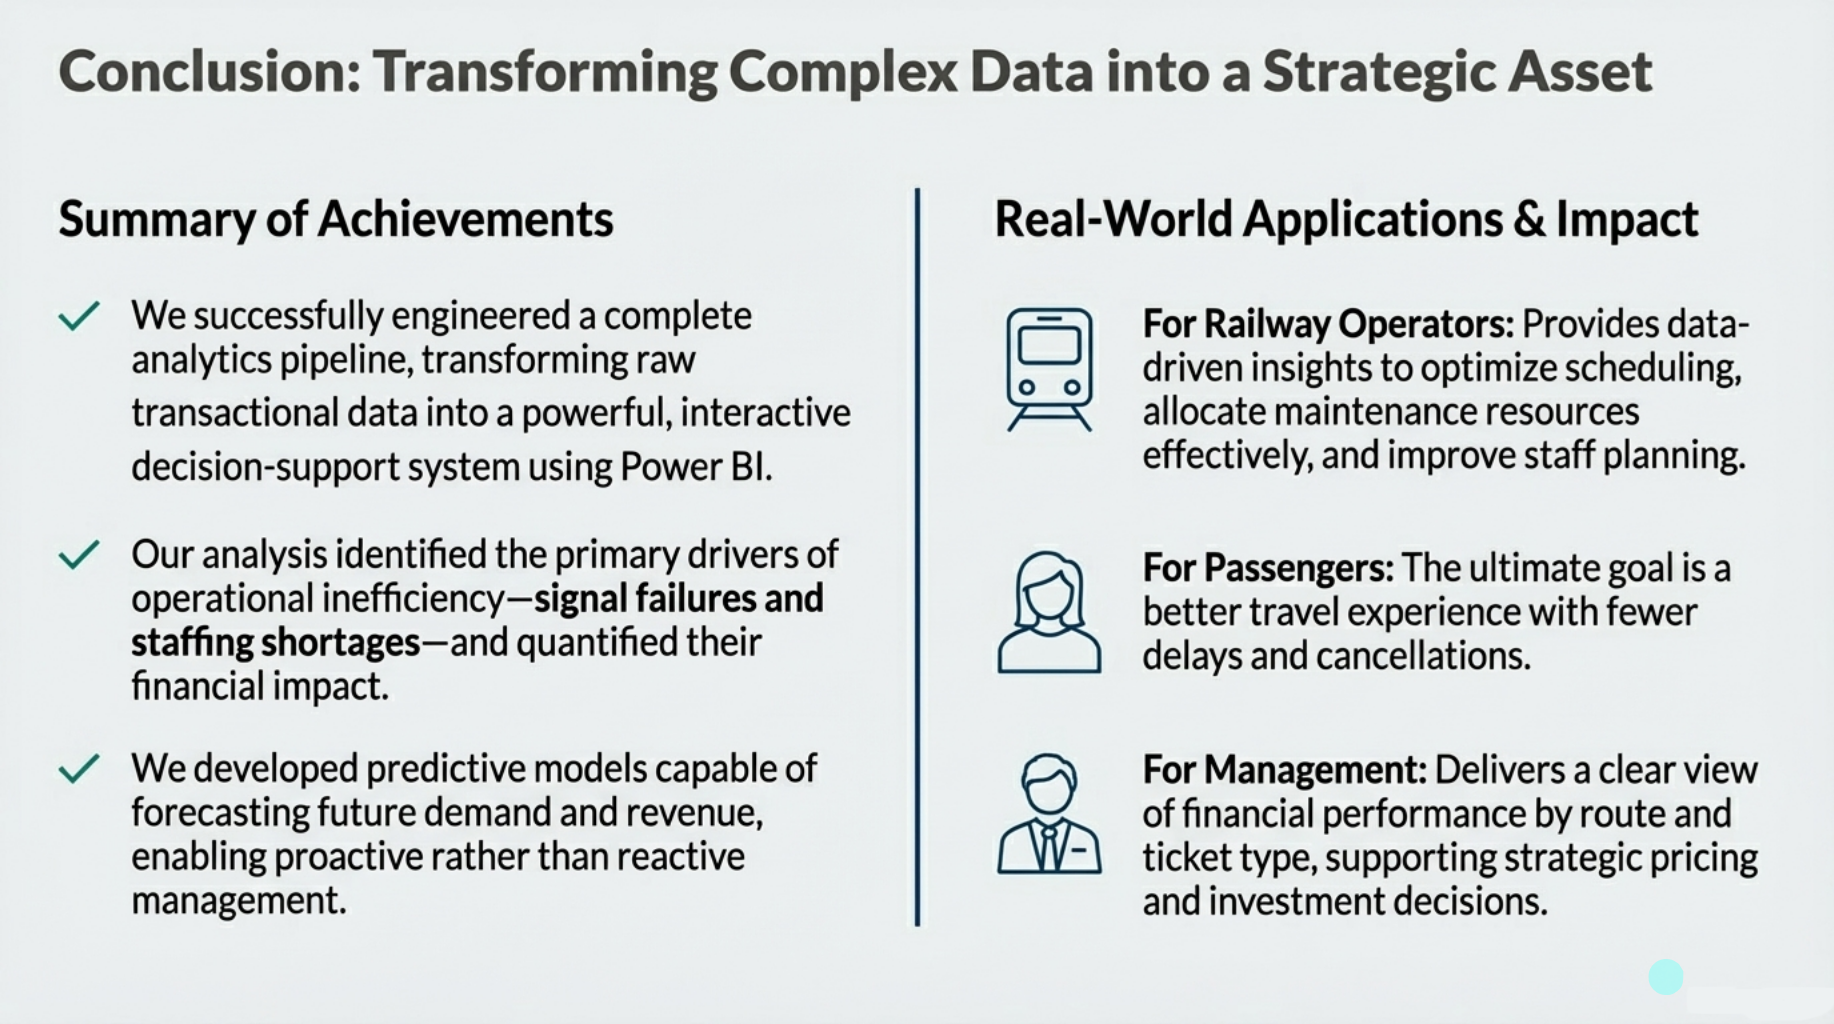 Conclusion: Transforming Complex Data into a Strategic Asset
Summary of Achievements
We successfully engineered a complete
analytics pipeline, transforming raw
transactional data into a powerful, interactive
decision-support system using Power BI.
Our analysis identified the primary drivers of
operational inefficiency—signal failures and
staffing shortages—and quantified their
financial impact.
We developed predictive models capable of
forecasting future demand and revenue,
enabling proactive rather than reactive
management.
Real-World Applications & Impact
For Railway Operators: Provides data-
driven insights to optimize scheduling,
allocate maintenance resources
effectively, and improve staff planning.
For Passengers: The ultimate goal is a
better travel experience with fewer
delays and cancellations.
For Management: Delivers a clear view
of financial performance by route and
ticket type, supporting strategic pricing
and investment decisions.